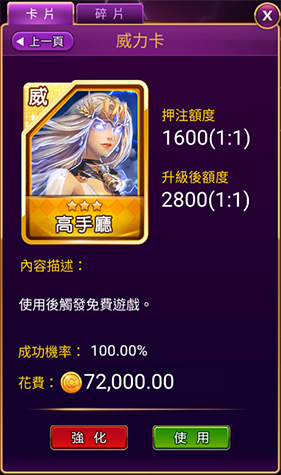 卡片 碎片
X
上一頁 威力卡
威
高手廳
押注額度
1600(1:1)
升級後額度
2800(1:1)
內容描述：
使用後觸發免費遊戲。
成功機率： 100.00%
花費： 72,000.00
強化 使用